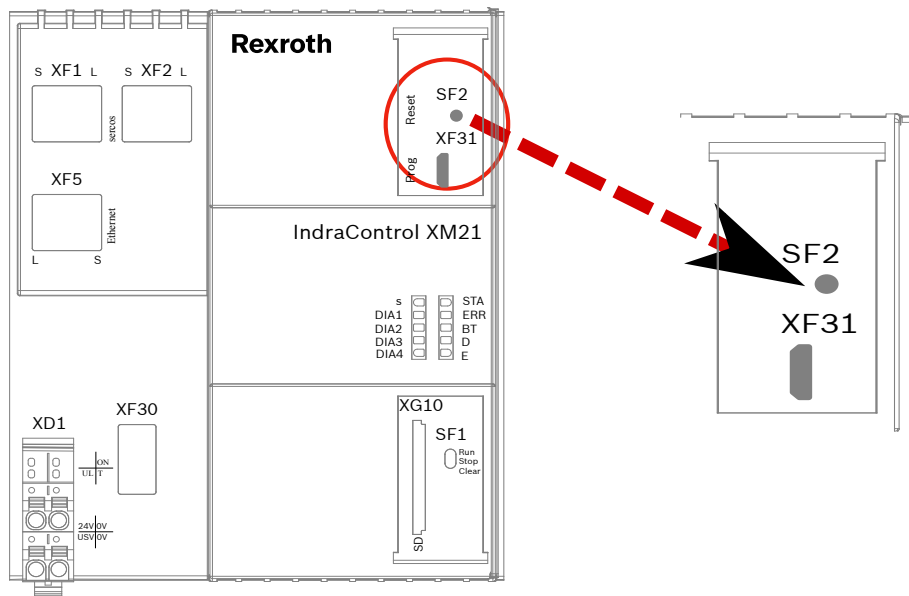 Rexroth
S XF1 L
S XF2 L
sercos
XF5
Ethernet
L S
Reset
SF2
XF31
Prog
IndraControl XM21
s
DIA1
DIA2
DIA3
DIA4
STA
ERR
BT
D
E
XD1
XF30
ON
UL T
24V 0V
USV 0V
XG10
SF1
Run
Stop
Clear
SD
SF2
XF31